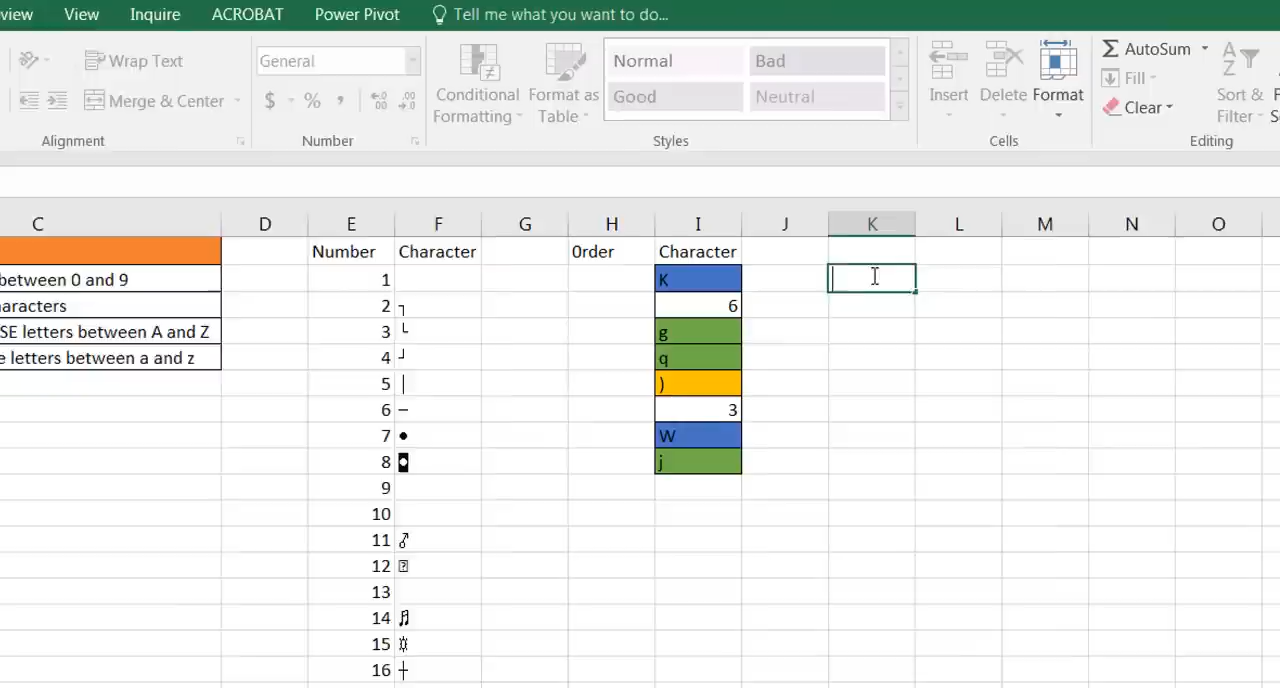 view View Inquire ACROBAT Power Pivot Tell me what you want to do...
Wrap Text General Normal Bad AutoSum
Fill
Merge & Center $ % , Conditional Formatting Format as Table Good Neutral Insert Delete Format Clear Sort & Filter
Alignment Number Styles Cells Editing
C D E F G H I J K L M N O
Number Character 0rder Character
between 0 and 9 1 K
aracters 2 ┐ 6
SE letters between A and Z 3 └ g
e letters between a and z 4 ┘ q
5 │ )
6 ─ 3
7 • W
8 ◘ j
9
10
11 ♂
12
13
14 ♫
15 ☼
16 ┼